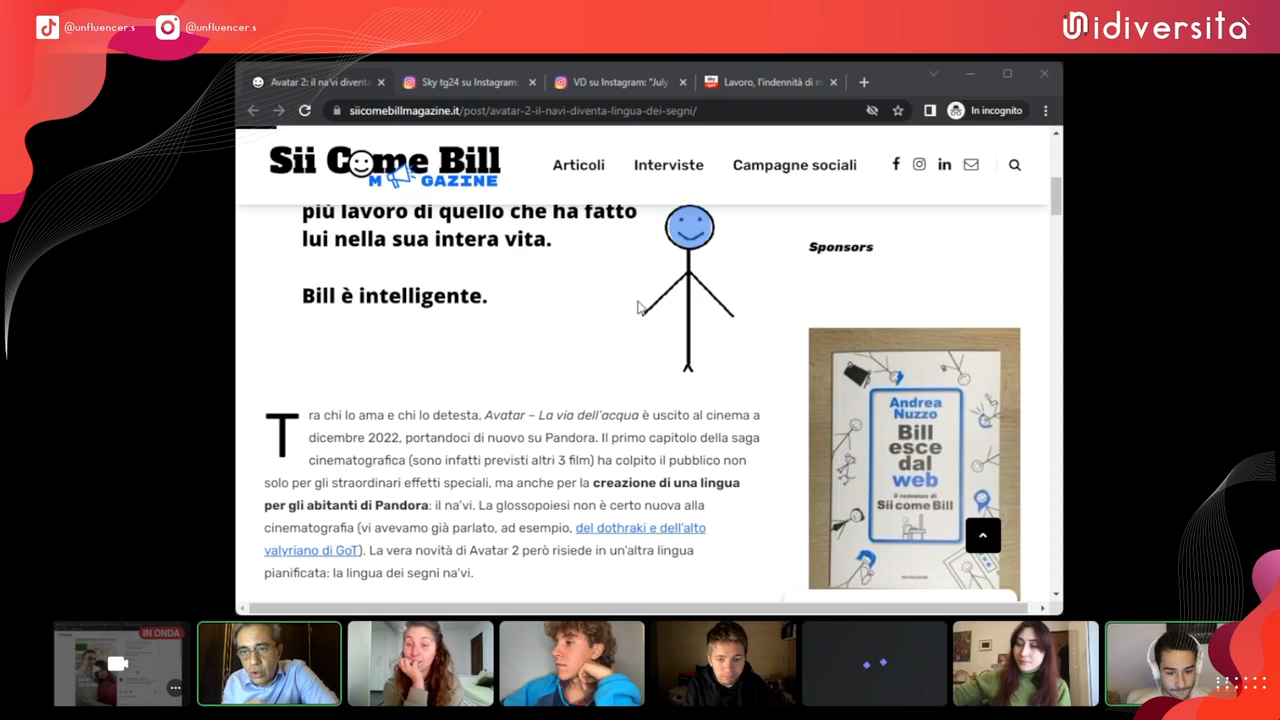 @unfluencer.s
@unfluencer.s
Unidiversità
Avatar 2: il na'vi diventa
Sky tg24 su Instagram:
VD su Instagram: "July
Lavoro, l'indennità di m
siicomebillmagazine.it/post/avatar-2-il-navi-diventa-lingua-dei-segni/
In incognito
Sii Come Bill
M GAZINE
Articoli
Interviste
Campagne sociali
più lavoro di quello che ha fatto
lui nella sua intera vita.
Bill è intelligente.
Sponsors
Tra chi lo ama e chi lo detesta, Avatar – La via dell'acqua è uscito al cinema a
dicembre 2022, portandoci di nuovo su Pandora. Il primo capitolo della saga
cinematografica (sono infatti previsti altri 3 film) ha colpito il pubblico non
solo per gli straordinari effetti speciali, ma anche per la creazione di una lingua
per gli abitanti di Pandora: il na'vi. La glossopoiesi non è certo nuova alla
cinematografia (vi avevamo già parlato, ad esempio, del dothraki e dell'alto
valyriano di GoT). La vera novità di Avatar 2 però risiede in un'altra lingua
pianificata: la lingua dei segni na'vi.
Andrea
Nuzzo
Bill
esce
dal
web
il romanzo di
Sii come Bill
IN ONDA